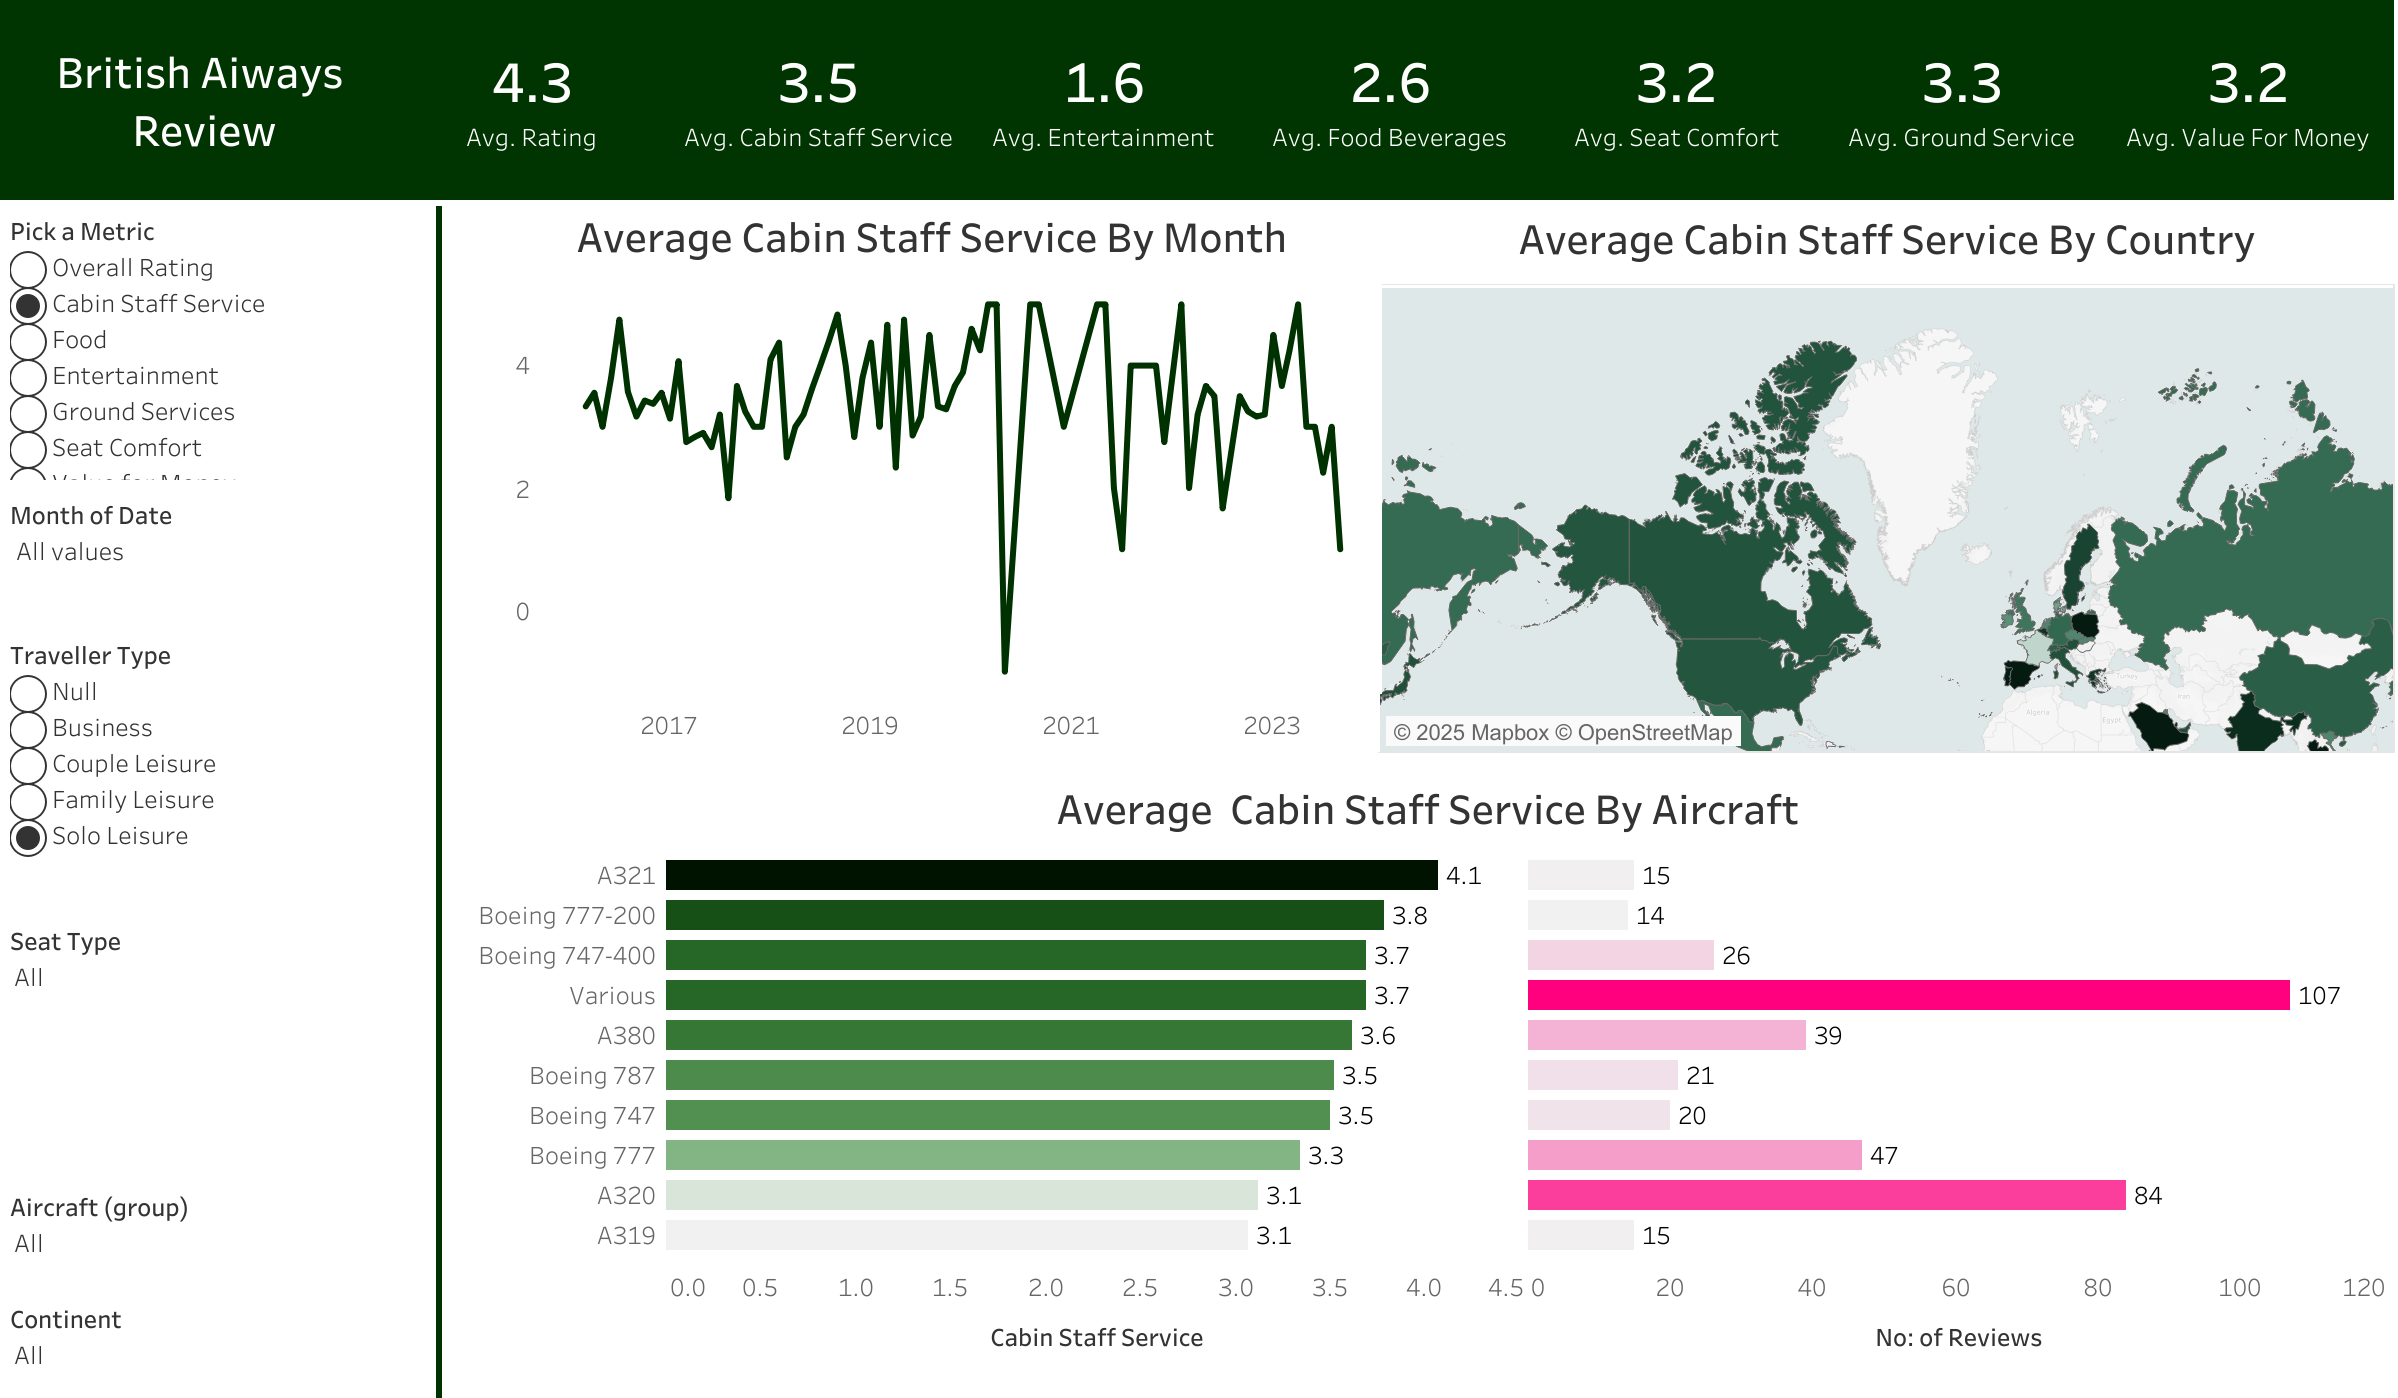 British Aiways
Review
4.3
Avg. Rating
3.5
Avg. Cabin Staff Service
1.6
Avg. Entertainment
2.6
Avg. Food Beverages
3.2
Avg. Seat Comfort
3.3
Avg. Ground Service
3.2
Avg. Value For Money
Pick a Metric
Overall Rating
Cabin Staff Service
Food
Entertainment
Ground Services
Seat Comfort
Value for Money
Month of Date
All values
Traveller Type
Null
Business
Couple Leisure
Family Leisure
Solo Leisure
Seat Type
All
Aircraft (group)
All
Continent
All
Average Cabin Staff Service By Month
4
2
0
2017 2019 2021 2023
Average Cabin Staff Service By Country
Algeria
Egypt
Turkey
Iran
© 2025 Mapbox © OpenStreetMap
Average Cabin Staff Service By Aircraft
A321 4.1 15
Boeing 777-200 3.8 14
Boeing 747-400 3.7 26
Various 3.7 107
A380 3.6 39
Boeing 787 3.5 21
Boeing 747 3.5 20
Boeing 777 3.3 47
A320 3.1 84
A319 3.1 15
0.0 0.5 1.0 1.5 2.0 2.5 3.0 3.5 4.0 4.5 0 20 40 60 80 100 120
Cabin Staff Service
No: of Reviews